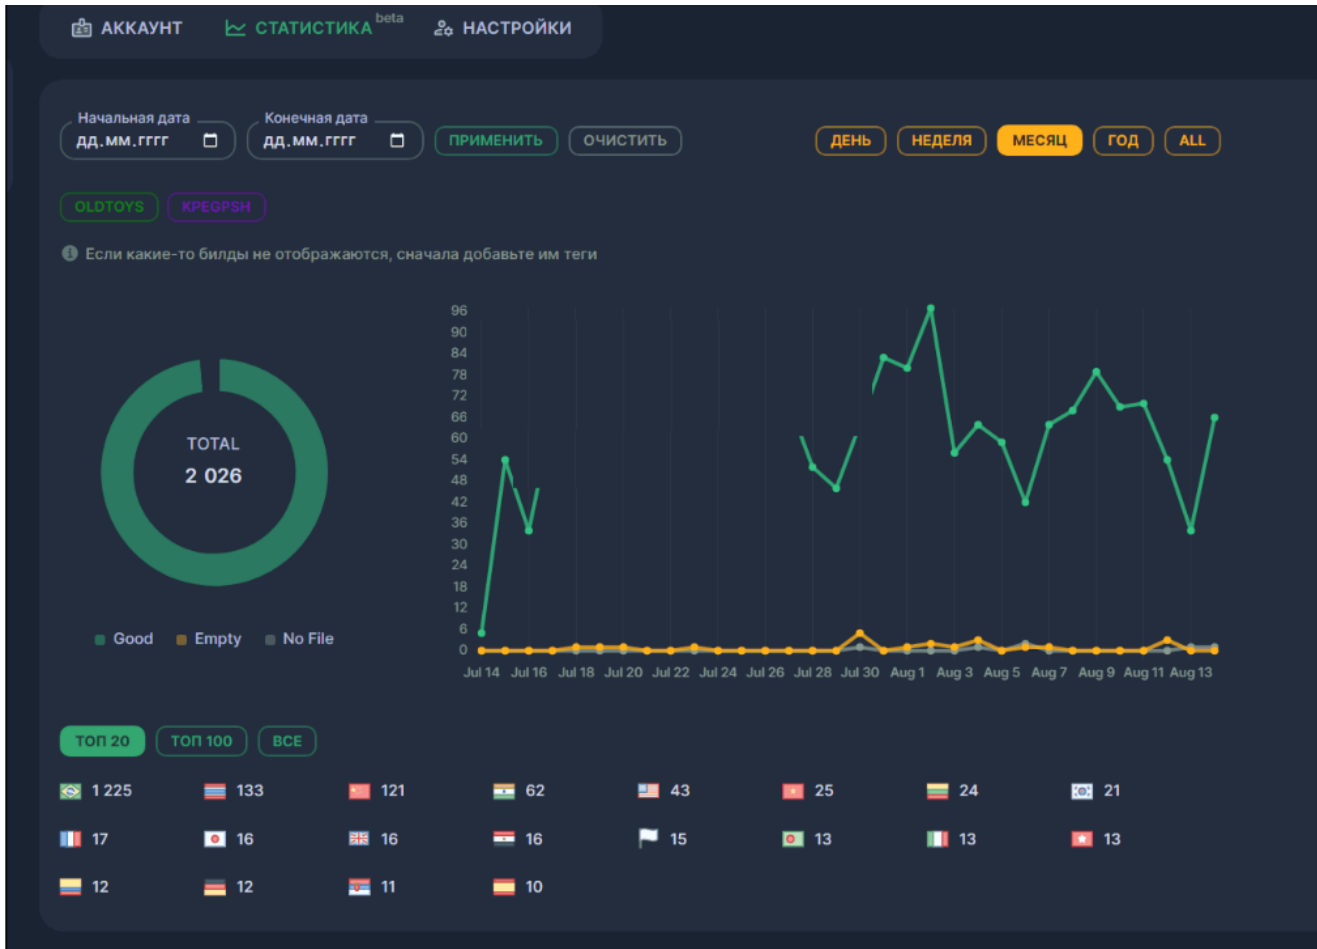 АККАУНТ СТАТИСТИКА beta НАСТРОЙКИ
Начальная дата Конечная дата
дд.мм.гггг дд.мм.гггг ПРИМЕНИТЬ ОЧИСТИТЬ ДЕНЬ НЕДЕЛЯ МЕСЯЦ ГОД ALL
OLDTOYS KPEGPSH
Если какие-то билды не отображаются, сначала добавьте им теги
96
90
84
78
72
66
60
54
48
42
36
30
24
18
12
6
0
TOTAL
2 026
Good Empty No File
Jul 14 Jul 16 Jul 18 Jul 20 Jul 22 Jul 24 Jul 26 Jul 28 Jul 30 Aug 1 Aug 3 Aug 5 Aug 7 Aug 9 Aug 11 Aug 13
ТОП 20 ТОП 100 ВСЕ
1 225 133 121 62 43 25 24 21
17 16 16 16 15 13 13 13
12 12 11 10